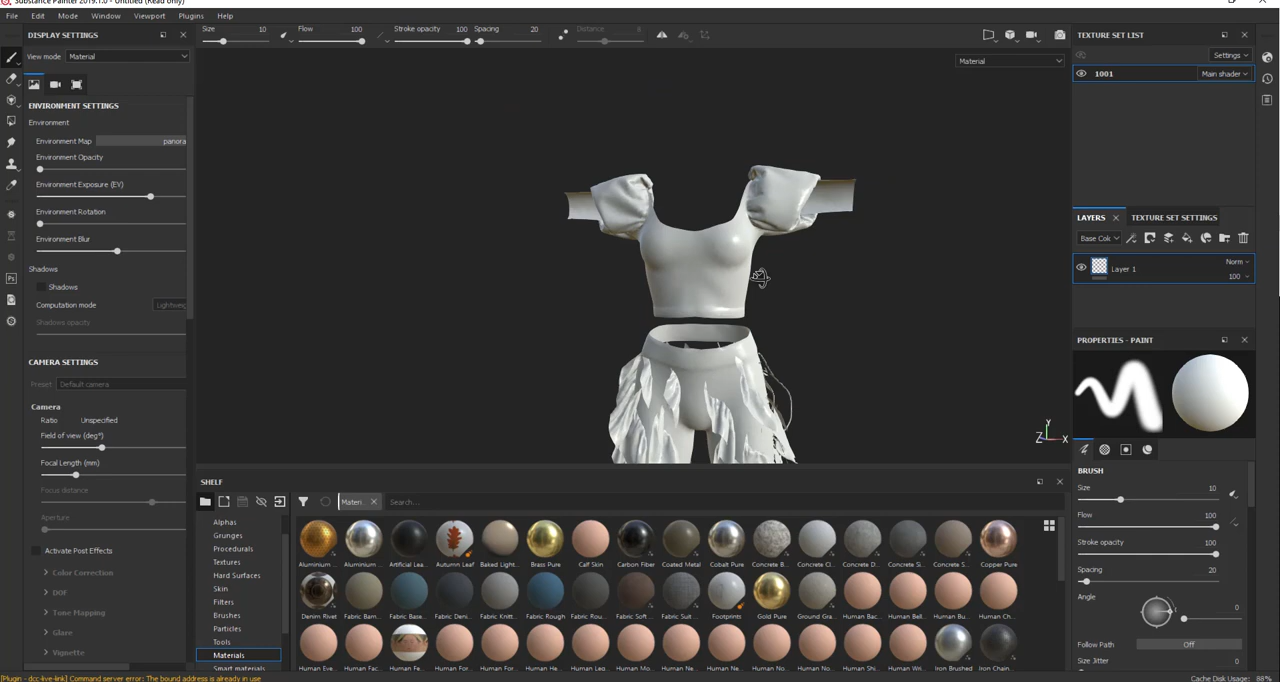 Substance Painter 2019.1.0 - Untitled (Read only)
File Edit Mode Window Viewport Plugins Help
DISPLAY SETTINGS
View mode Material
ENVIRONMENT SETTINGS
Environment
Environment Map panora
Environment Opacity
Environment Exposure (EV)
Environment Rotation
Environment Blur
Shadows
Shadows
Computation mode Lightweig
Shadows opacity
CAMERA SETTINGS
Preset Default camera
Camera
Ratio Unspecified
Field of view (deg°)
Focal Length (mm)
Focus distance
Aperture
Activate Post Effects
Color Correction
DOF
Tone Mapping
Glare
Vignette
Size 10 Flow 100 Stroke opacity 100 Spacing 20 Distance 8
Material
Y
Z X
SHELF
Materi... Search...
Alphas
Grunges
Procedurals
Textures
Hard Surfaces
Skin
Filters
Brushes
Particles
Tools
Materials
Smart materials
Aluminium ... Aluminium ... Artificial Lea... Autumn Leaf Baked Light... Brass Pure Calf Skin Carbon Fiber Coated Metal Cobalt Pure Concrete B... Concrete C... Concrete D... Concrete Si... Concrete S... Copper Pure
Denim Rivet Fabric Bam... Fabric Base... Fabric Deni... Fabric Knitt... Fabric Rough Fabric Rou... Fabric Soft ... Fabric Suit ... Footprints Gold Pure Ground Gra... Human Bac... Human Bell... Human Bu... Human Ch...
Human Eye... Human Fac... Human Fe... Human For... Human For... Human He... Human Leg... Human Mo... Human Ne... Human Ne... Human No... Human No... Human Shi... Human Wri... Iron Brushed Iron Chain...
TEXTURE SET LIST
Settings
1001 Main shader
LAYERS TEXTURE SET SETTINGS
Base Col
Layer 1 Norm
100
PROPERTIES - PAINT
BRUSH
Size 10
Flow 100
Stroke opacity 100
Spacing 20
Angle 0
Follow Path Off
Size Jitter 0
[Plugin - dcc-live-link] Command server error: The bound address is already in use
Cache Disk Usage: 88%